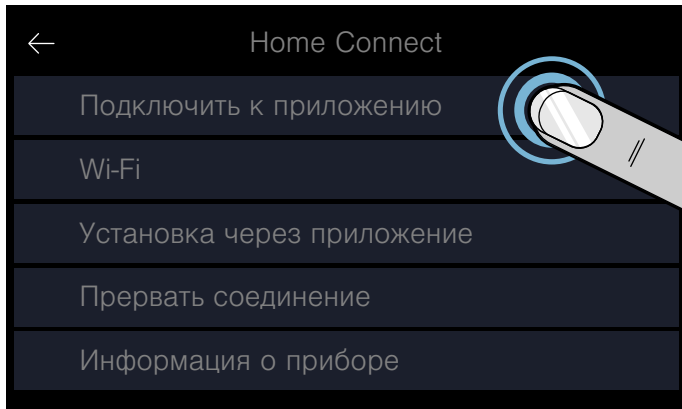 Home Connect
Подключить к приложению
Wi-Fi
Установка через приложение
Прервать соединение
Информация о приборе